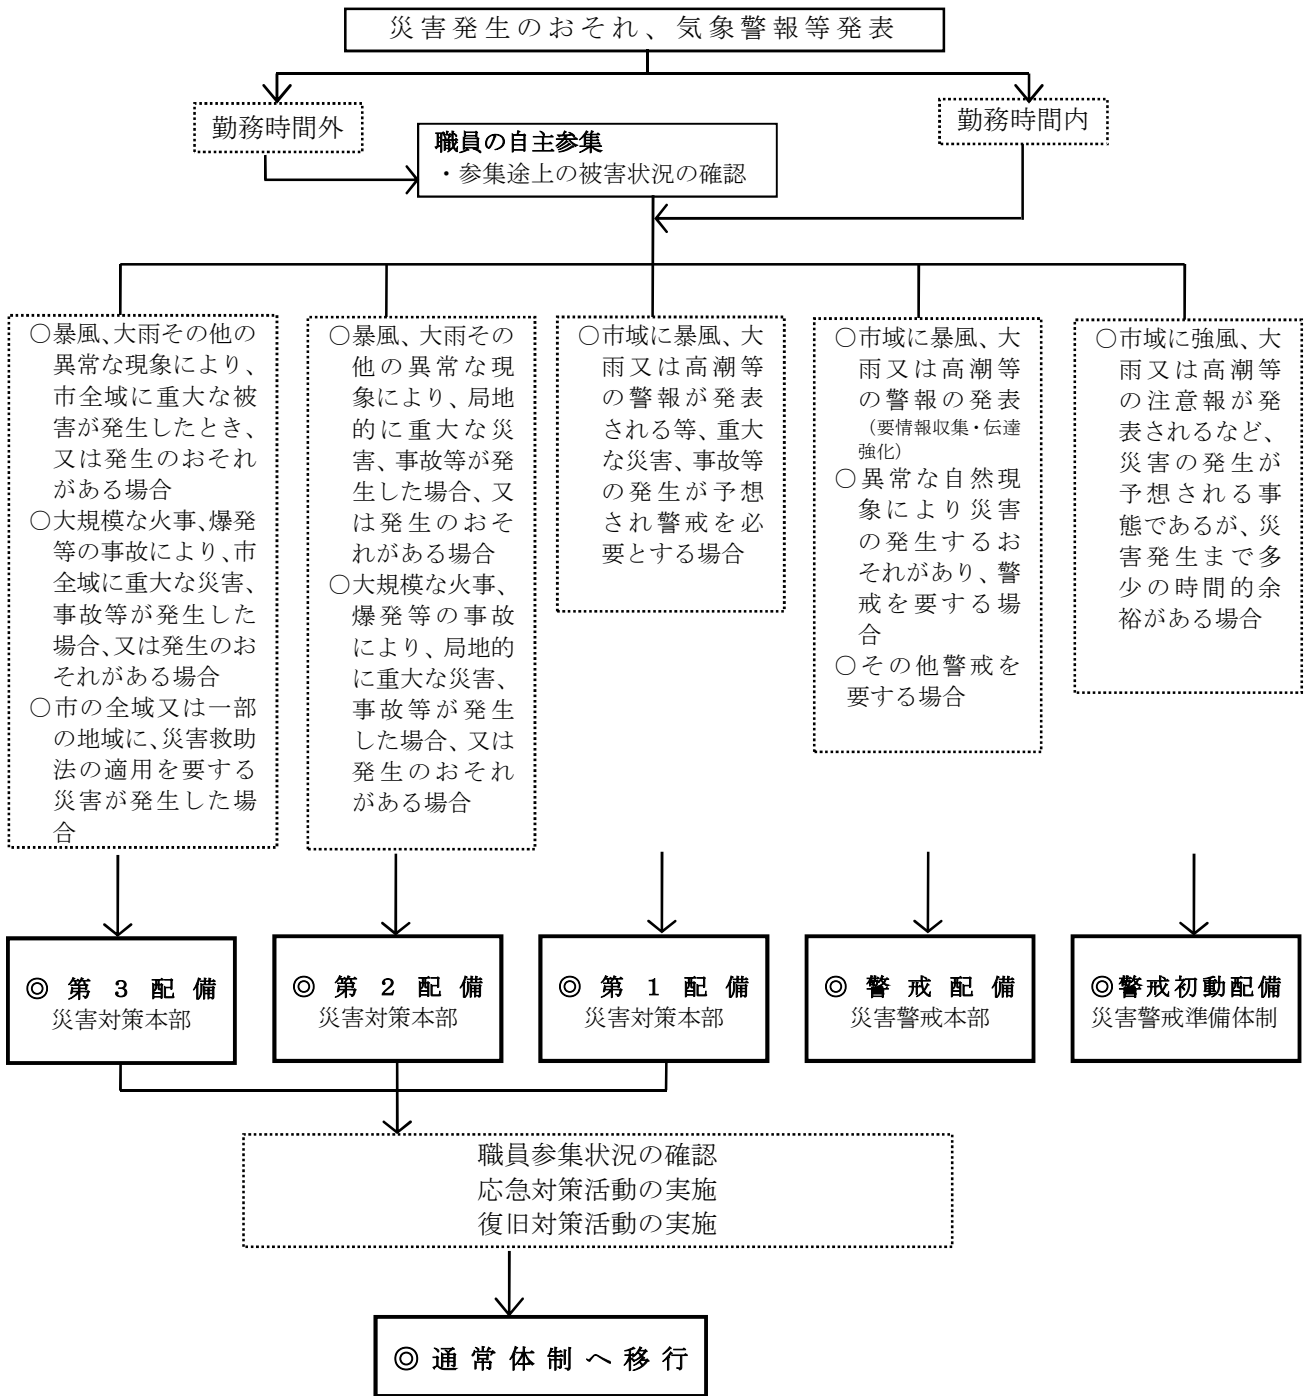 災害発生のおそれ、気象警報等発表
勤務時間外
勤務時間内
職員の自主参集
・参集途上の被害状況の確認
○暴風、大雨その他の
異常な現象により、
市全域に重大な被
害が発生したとき、
又は発生のおそれ
がある場合
○大規模な火事、爆発
等の事故により、市
全域に重大な災害、
事故等が発生した
場合、又は発生のお
それがある場合
○市の全域又は一部
の地域に、災害救助
法の適用を要する
災害が発生した場
合
○暴風、大雨その
他の異常な現
象により、局地
的に重大な災
害、事故等が発
生した場合、又
は発生のおそ
れがある場合
○大規模な火事、
爆発等の事故
により、局地的
に重大な災害、
事故等が発生
した場合、又は
発生のおそれ
がある場合
○市域に暴風、大
雨又は高潮等
の警報が発表
される等、重大
な災害、事故等
の発生が予想
され警戒を必
要とする場合
○市域に暴風、大
雨又は高潮等
の警報の発表
（要情報収集・伝達
強化）
○異常な自然現
象により災害
の発生するお
それがあり、警
戒を要する場
合
○その他警戒を
要する場合
○市域に強風、大
雨又は高潮等
の注意報が発
表されるなど、
災害の発生が
予想される事
態であるが、災
害発生まで多
少の時間的余
裕がある場合
◎第3配備
災害対策本部
◎第2配備
災害対策本部
◎第1配備
災害対策本部
◎警戒配備
災害警戒本部
◎警戒初動配備
災害警戒準備体制
職員参集状況の確認
応急対策活動の実施
復旧対策活動の実施
◎通常体制へ移行